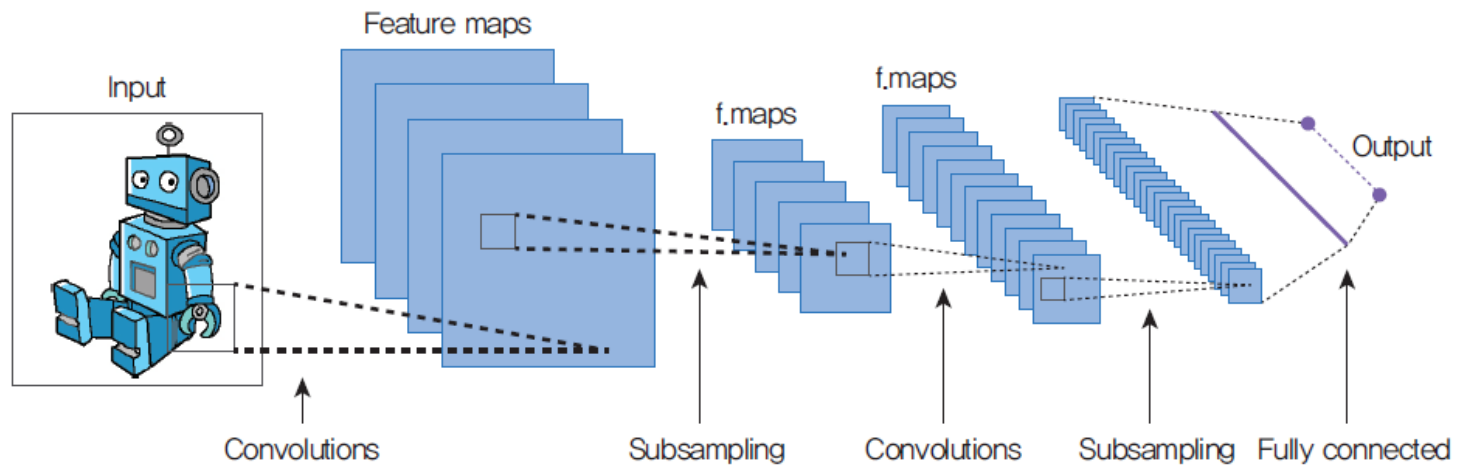 Feature maps
Input
f.maps
f.maps
Output
Convolutions
Subsampling
Convolutions
Subsampling
Fully connected